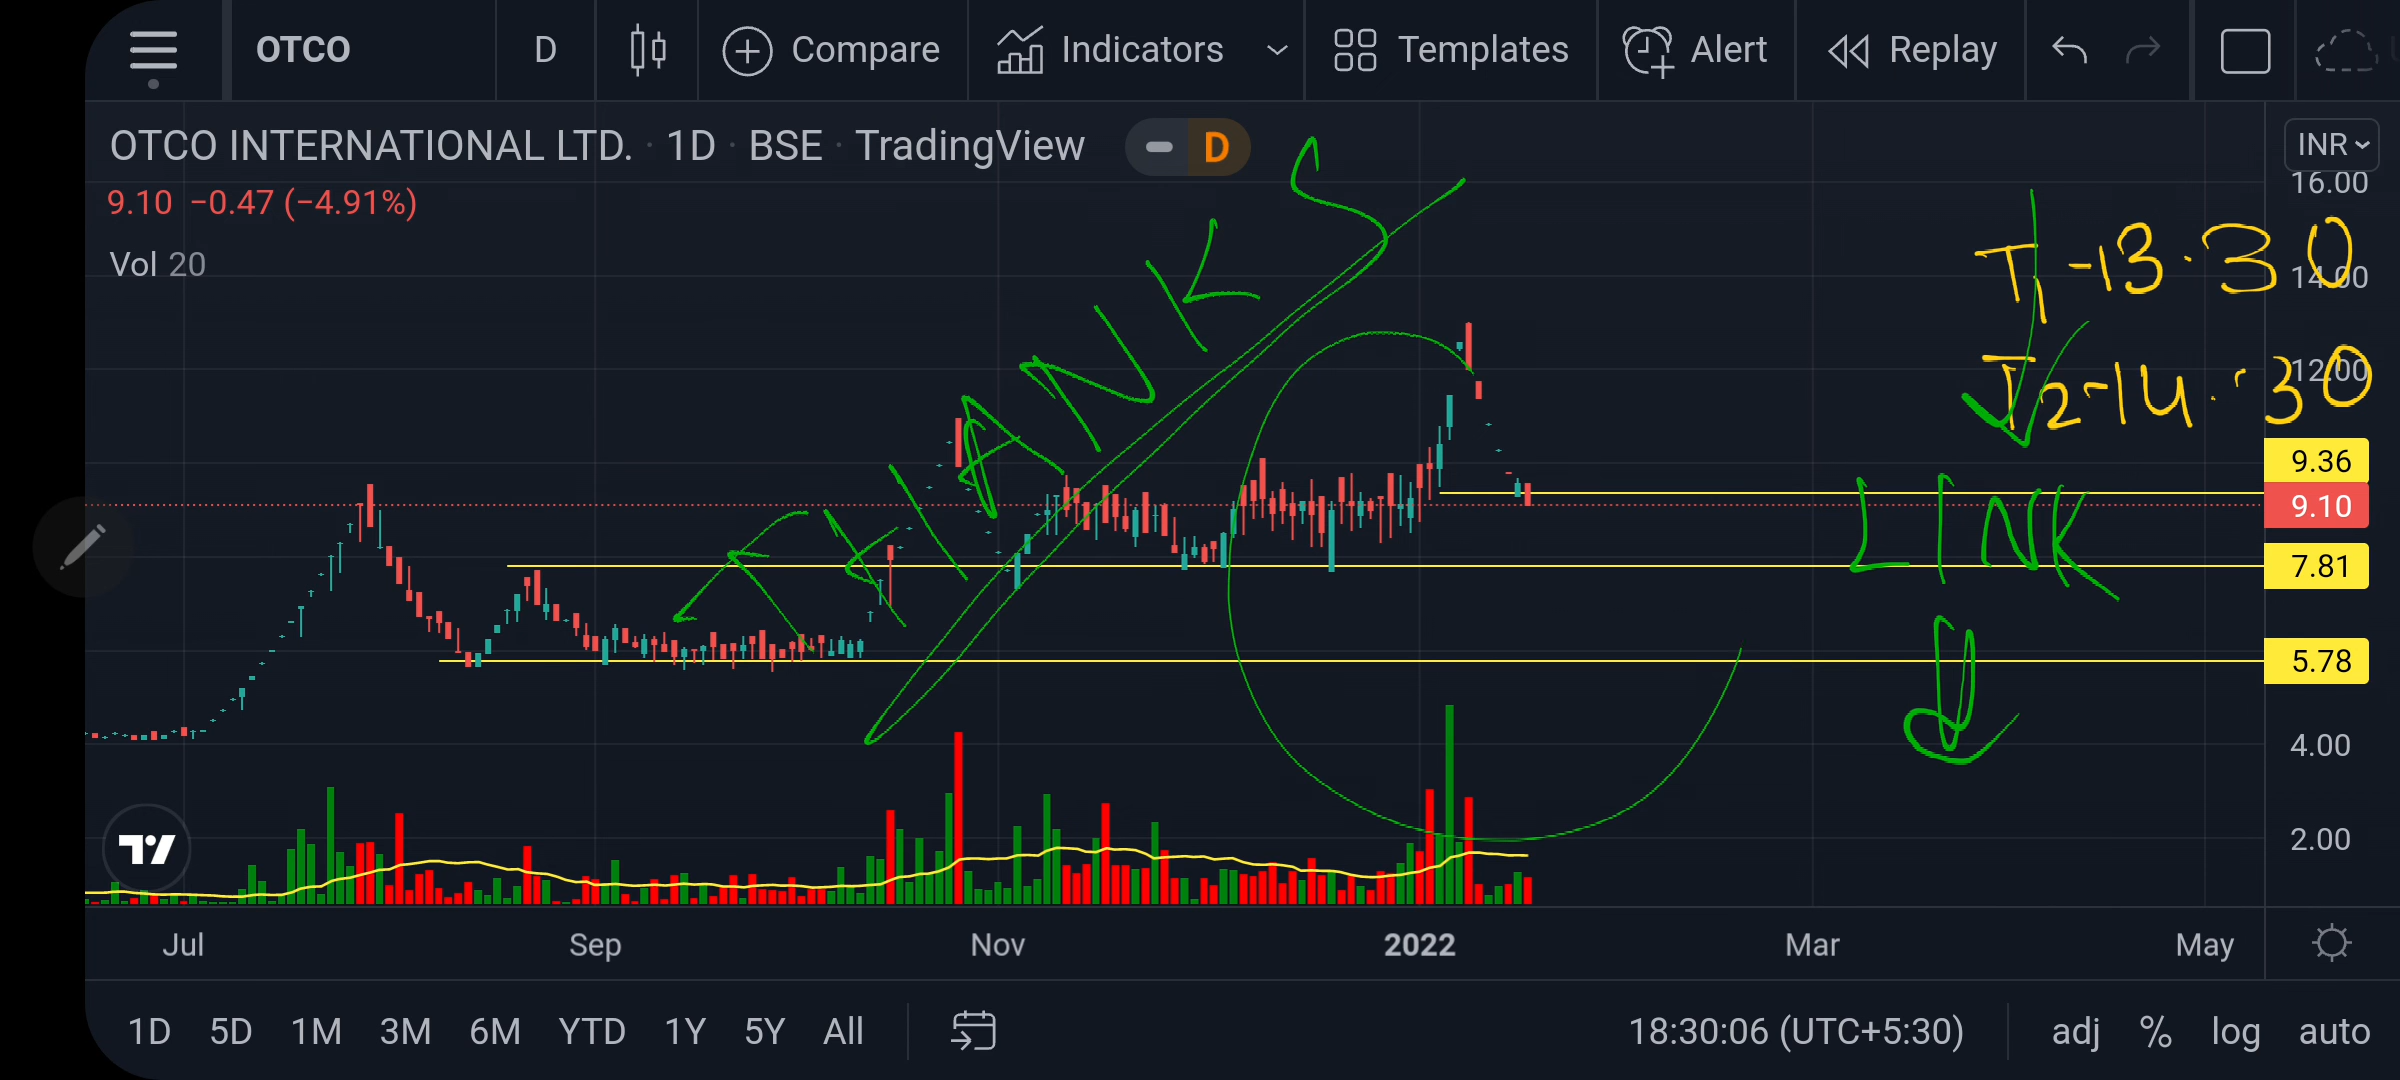 OTCO D Compare Indicators Templates Alert Replay
OTCO INTERNATIONAL LTD. · 1D · BSE · TradingView D INR
9.10 −0.47 (−4.91%)
Vol 20
THANKS
T1-13.30
T2-14.30
LINK
16.00
14.00
12.00
9.36
9.10
7.81
5.78
4.00
2.00
Jul Sep Nov 2022 Mar May
1D 5D 1M 3M 6M YTD 1Y 5Y All 18:30:06 (UTC+5:30) adj % log auto